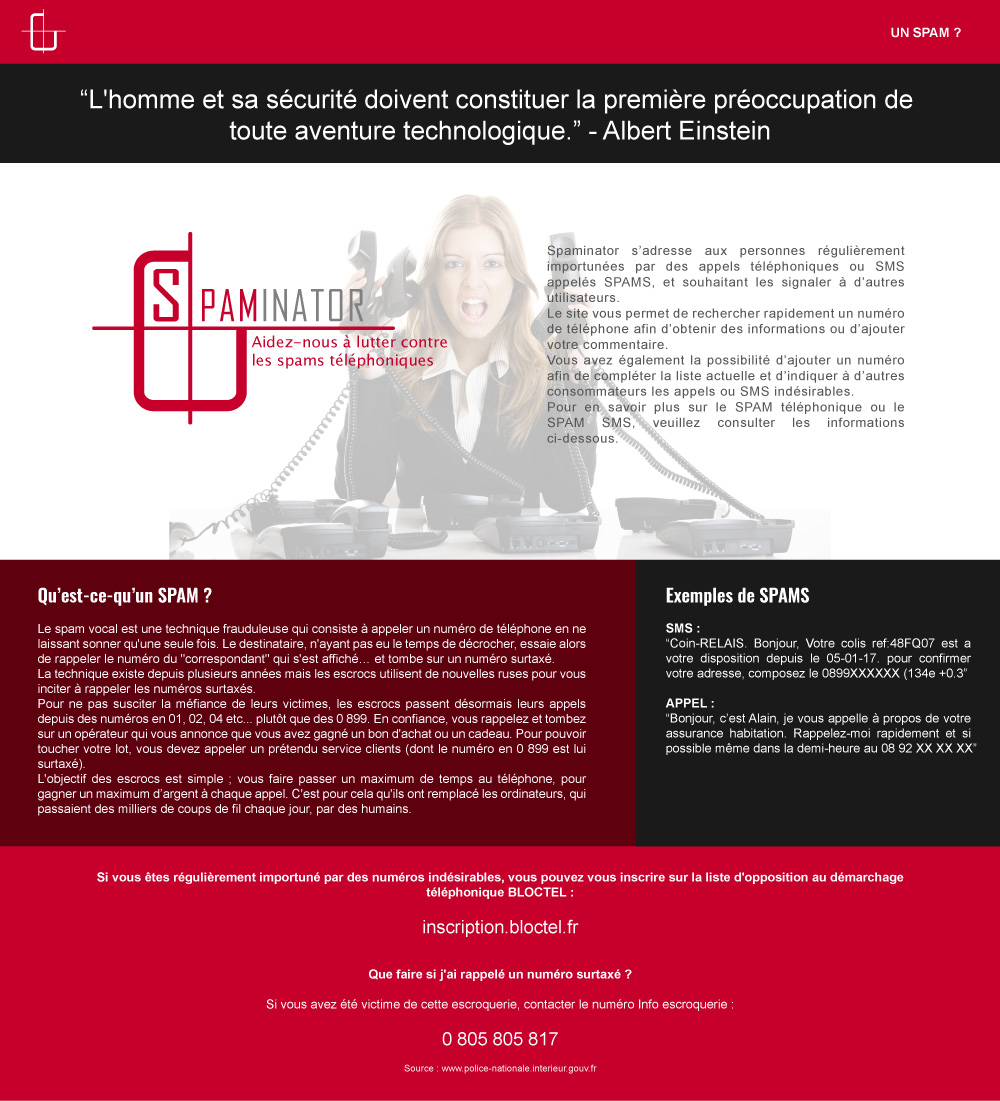 UN SPAM ?
“L'homme et sa sécurité doivent constituer la première préoccupation de
toute aventure technologique.” - Albert Einstein
SPAMINATOR
Aidez-nous à lutter contre
les spams téléphoniques
Spaminator s’adresse aux personnes régulièrement
importunées par des appels téléphoniques ou SMS
appelés SPAMS, et souhaitant les signaler à d’autres
utilisateurs.
Le site vous permet de rechercher rapidement un numéro
de téléphone afin d’obtenir des informations ou d’ajouter
votre commentaire.
Vous avez également la possibilité d’ajouter un numéro
afin de compléter la liste actuelle et d’indiquer à d’autres
consommateurs les appels ou SMS indésirables.
Pour en savoir plus sur le SPAM téléphonique ou le
SPAM SMS, veuillez consulter les informations
ci-dessous.
Qu’est-ce-qu’un SPAM ?
Le spam vocal est une technique frauduleuse qui consiste à appeler un numéro de téléphone en ne
laissant sonner qu'une seule fois. Le destinataire, n'ayant pas eu le temps de décrocher, essaie alors
de rappeler le numéro du "correspondant" qui s'est affiché… et tombe sur un numéro surtaxé.
La technique existe depuis plusieurs années mais les escrocs utilisent de nouvelles ruses pour vous
inciter à rappeler les numéros surtaxés.
Pour ne pas susciter la méfiance de leurs victimes, les escrocs passent désormais leurs appels
depuis des numéros en 01, 02, 04 etc... plutôt que des 0 899. En confiance, vous rappelez et tombez
sur un opérateur qui vous annonce que vous avez gagné un bon d'achat ou un cadeau. Pour pouvoir
toucher votre lot, vous devez appeler un prétendu service clients (dont le numéro en 0 899 est lui
surtaxé).
L'objectif des escrocs est simple ; vous faire passer un maximum de temps au téléphone, pour
gagner un maximum d’argent à chaque appel. C'est pour cela qu'ils ont remplacé les ordinateurs, qui
passaient des milliers de coups de fil chaque jour, par des humains.
Exemples de SPAMS
SMS :
“Coin-RELAIS. Bonjour, Votre colis ref:48FQ07 est a
votre disposition depuis le 05-01-17. pour confirmer
votre adresse, composez le 0899XXXXXX (134e +0.3”
APPEL :
“Bonjour, c’est Alain, je vous appelle à propos de votre
assurance habitation. Rappelez-moi rapidement et si
possible même dans la demi-heure au 08 92 XX XX XX”
Si vous êtes régulièrement importuné par des numéros indésirables, vous pouvez vous inscrire sur la liste d'opposition au démarchage
téléphonique BLOCTEL :
inscription.bloctel.fr
Que faire si j'ai rappelé un numéro surtaxé ?
Si vous avez été victime de cette escroquerie, contacter le numéro Info escroquerie :
0 805 805 817
Source : www.police-nationale.interieur.gouv.fr